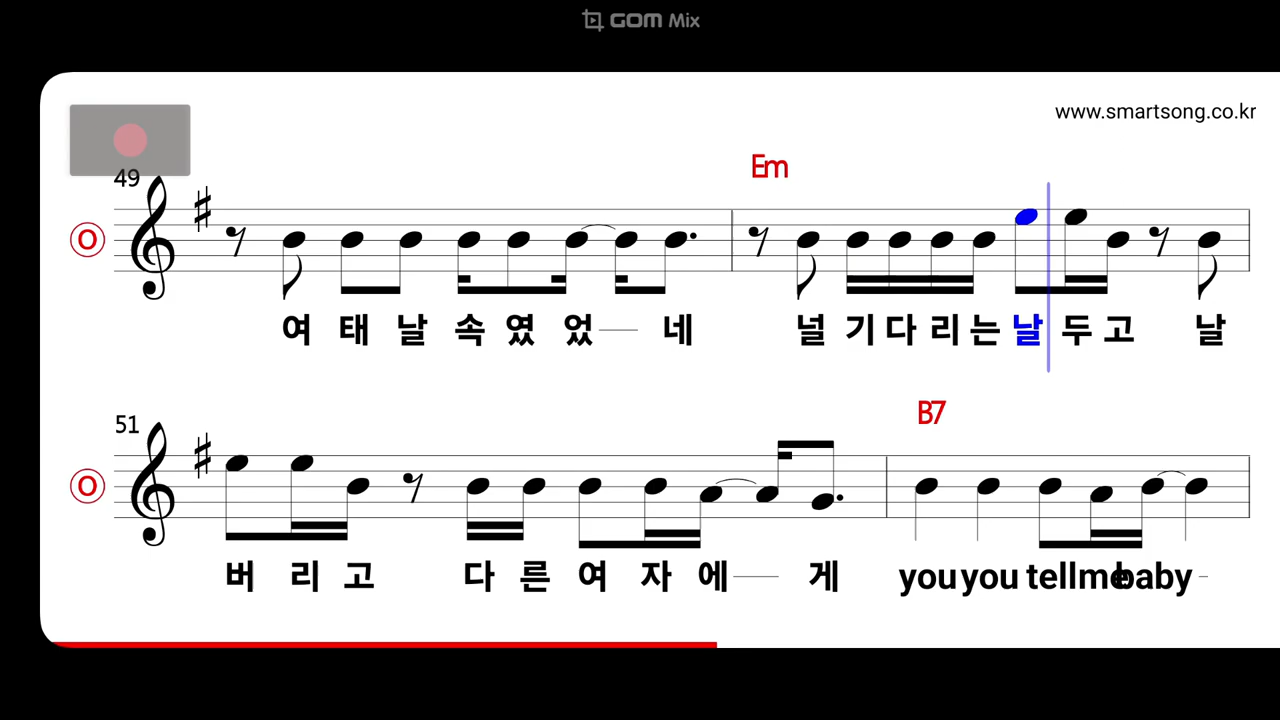 GOM Mix
www.smartsong.co.kr
Em
49
O
여 태 날 속 였 었 네 널 기 다 리 는 날 두 고 날
B7
51
O
버 리 고 다 른 여 자 에 게 you you tell me baby